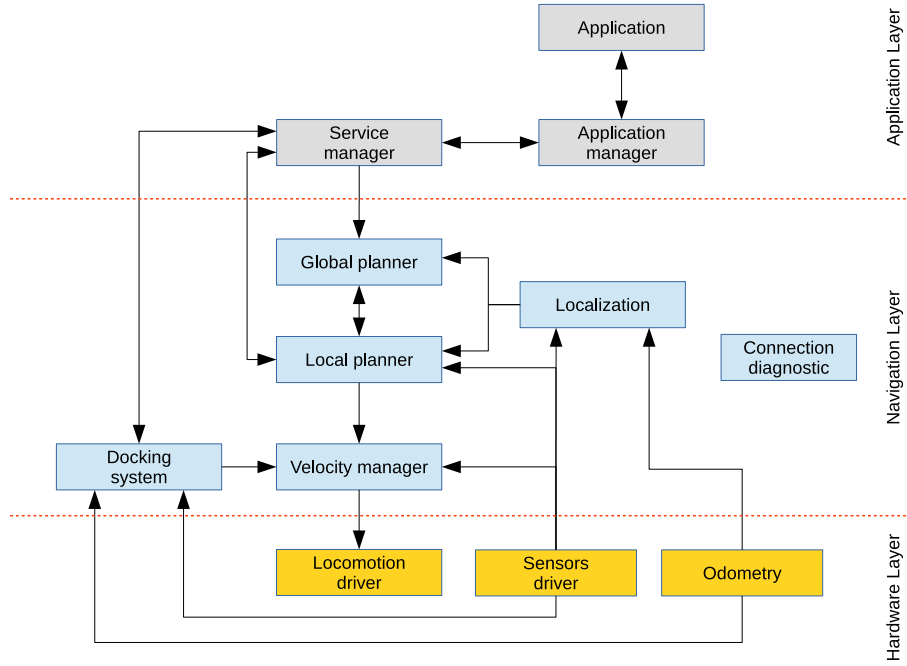 Application
Application Layer
Service
manager
Application
manager
Global planner
Localization
Navigation Layer
Local planner
Connection
diagnostic
Docking
system
Velocity manager
Locomotion
driver
Sensors
driver
Odometry
Hardware Layer